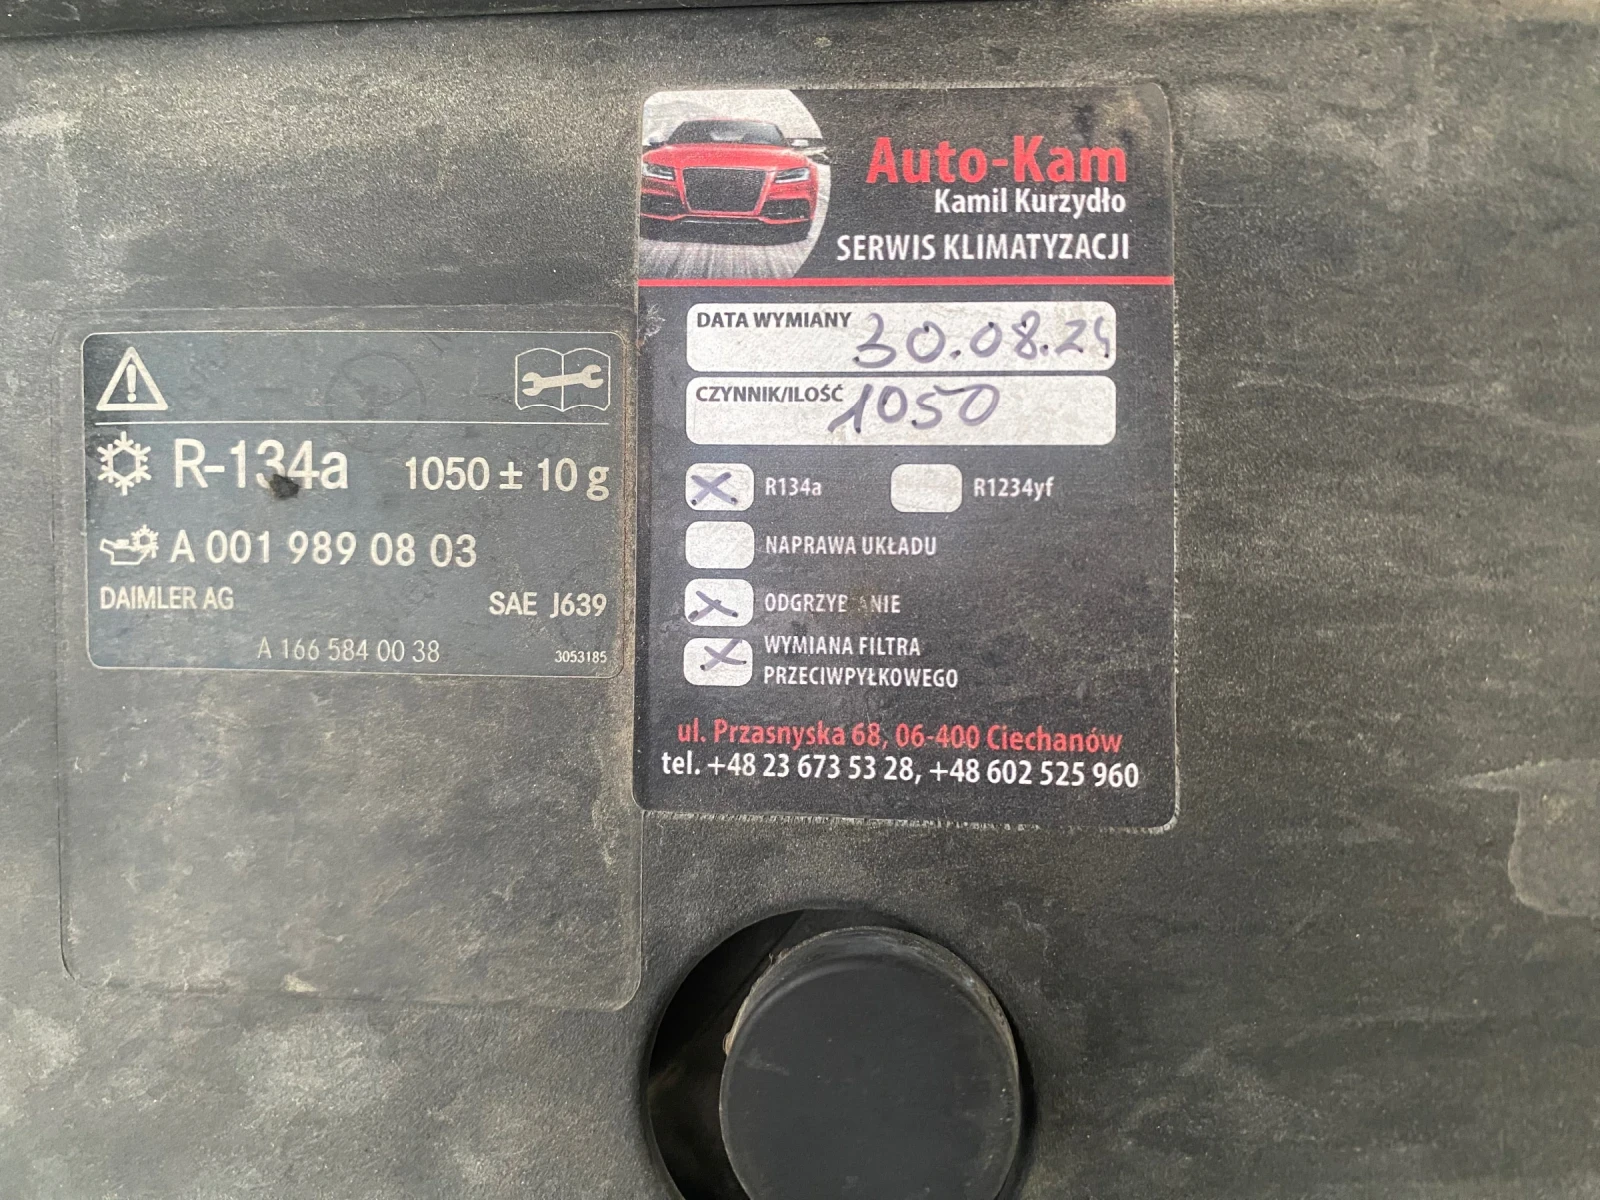 R-134a 1050 ± 10 g
A 001 989 08 03
DAIMLER AG SAE J639
A 166 584 00 38 3053185
Auto-Kam
Kamil Kurzydło
SERWIS KLIMATYZACJI
DATA WYMIANY 30.08.24
CZYNNIK/ILOŚĆ 1050
R134a R1234yf
NAPRAWA UKŁADU
ODGRZYBIANIE
WYMIANA FILTRA
PRZECIWPYŁKOWEGO
ul. Przasnyska 68, 06-400 Ciechanów
tel. +48 23 673 53 28, +48 602 525 960